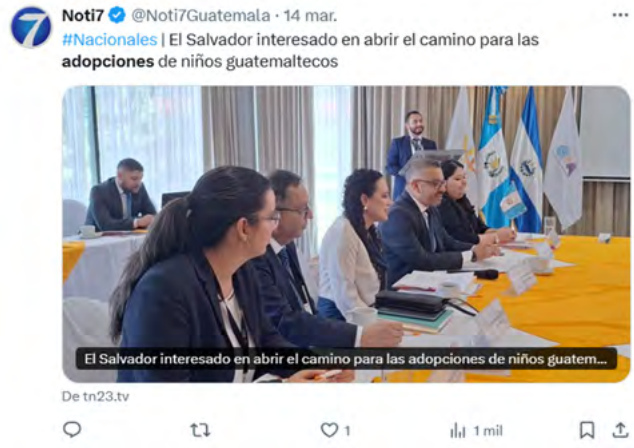 Noti7 @Noti7Guatemala · 14 mar.
#Nacionales | El Salvador interesado en abrir el camino para las
adopciones de niños guatemaltecos
El Salvador interesado en abrir el camino para las adopciones de niños guatem...
De tn23.tv
1
1 mil